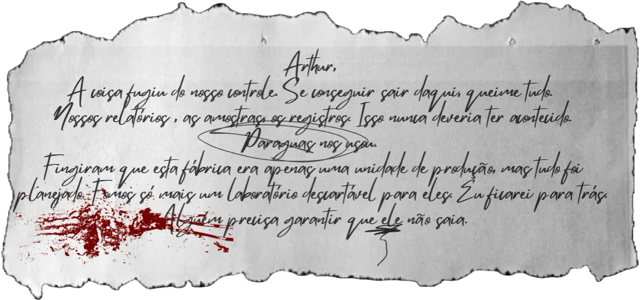 Arthur,
A coisa fugiu do nosso controle. Se conseguir sair daqui, queime tudo.
Nossos relatórios, as amostras, os registros. Isso nunca deveria ter acontecido.
Paraguas nos usou.
Fingiram que esta fábrica era apenas uma unidade de produção, mas tudo foi
planejado. Fomos só mais um laboratório descartável para eles. Eu ficarei para trás.
Alguém precisa garantir que ele não saia.